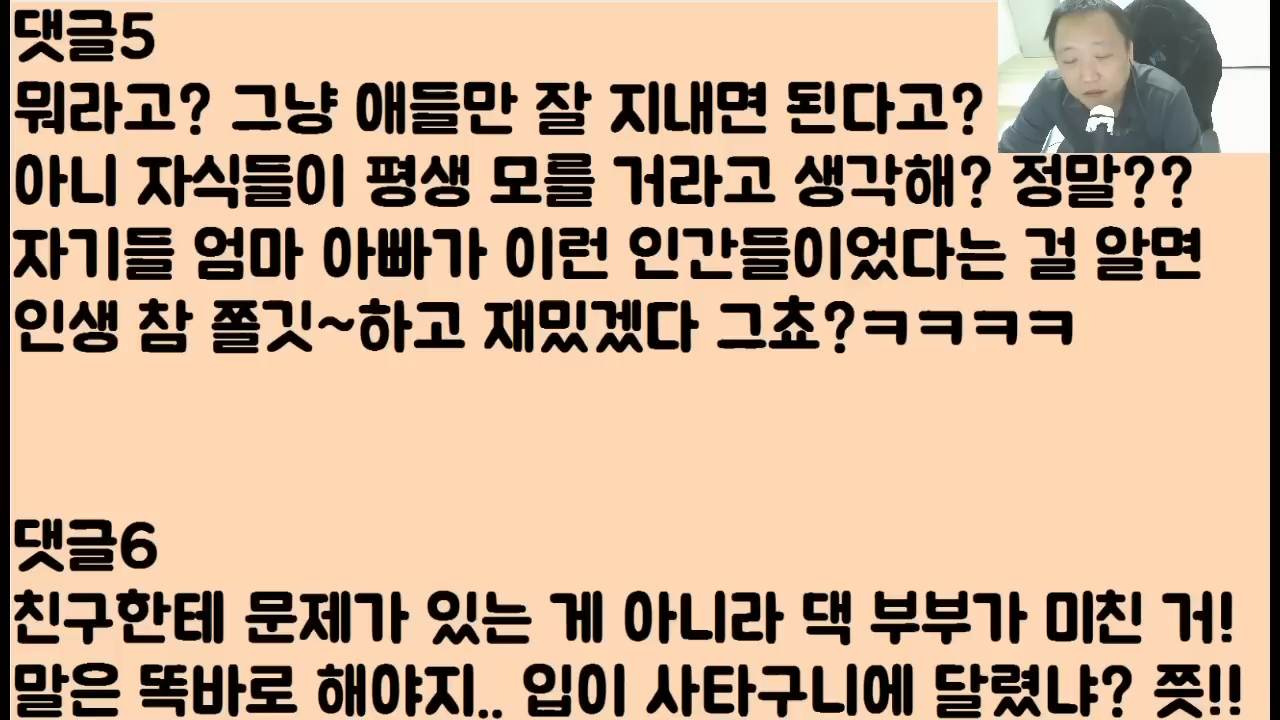 댓글5
뭐라고? 그냥 애들만 잘 지내면 된다고?
아니 자식들이 평생 모를 거라고 생각해? 정말??
자기들 엄마 아빠가 이런 인간들이었다는 걸 알면
인생 참 쫄깃~하고 재밌겠다 그쵸?ㅋㅋㅋㅋ
댓글6
친구한테 문제가 있는 게 아니라 댁 부부가 미친 거!
말은 똑바로 해야지.. 입이 사타구니에 달렸냐? 쯧!!